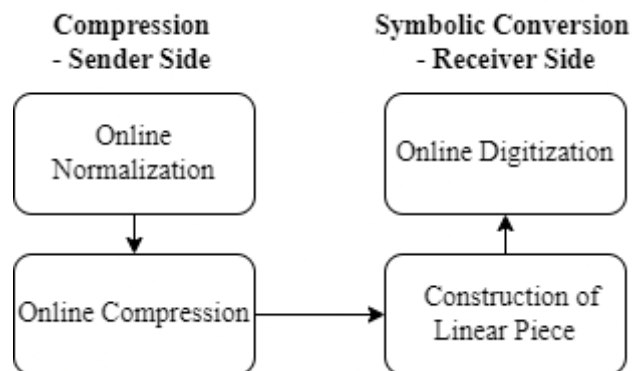 Compression
- Sender Side
Symbolic Conversion
- Receiver Side
Online
Normalization
Online Digitization
Online Compression
Construction of
Linear Piece